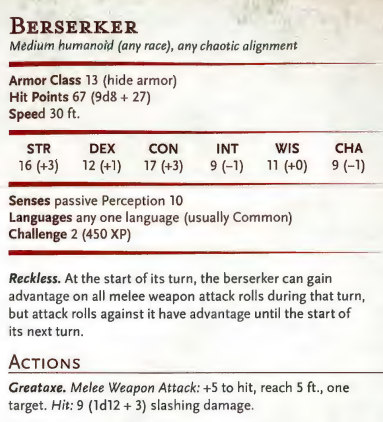 BERSERKER
Medium humanoid (any race), any chaotic alignment
Armor Class 13 (hide armor)
Hit Points 67 (9d8 + 27)
Speed 30 ft.
STR DEX CON INT WIS CHA
16 (+3) 12 (+1) 17 (+3) 9 (−1) 11 (+0) 9 (−1)
Senses passive Perception 10
Languages any one language (usually Common)
Challenge 2 (450 XP)
Reckless. At the start of its turn, the berserker can gain
advantage on all melee weapon attack rolls during that turn,
but attack rolls against it have advantage until the start of
its next turn.
ACTIONS
Greataxe. Melee Weapon Attack: +5 to hit, reach 5 ft., one
target. Hit: 9 (1d12 + 3) slashing damage.